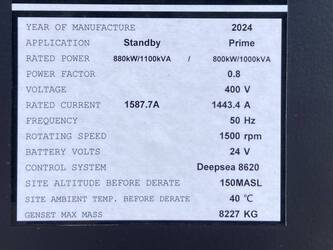 YEAR OF MANUFACTURE 2024
APPLICATION Standby Prime
RATED POWER 880kW/1100kVA / 800kW/1000kVA
POWER FACTOR 0.8
VOLTAGE 400 V
RATED CURRENT 1587.7A 1443.4 A
FREQUENCY 50 Hz
ROTATING SPEED 1500 rpm
BATTERY VOLTS 24 V
CONTROL SYSTEM Deepsea 8620
SITE ALTITUDE BEFORE DERATE 150MASL
SITE AMBIENT TEMP. BEFORE DERATE 40 ℃
GENSET MAX MASS 8227 KG